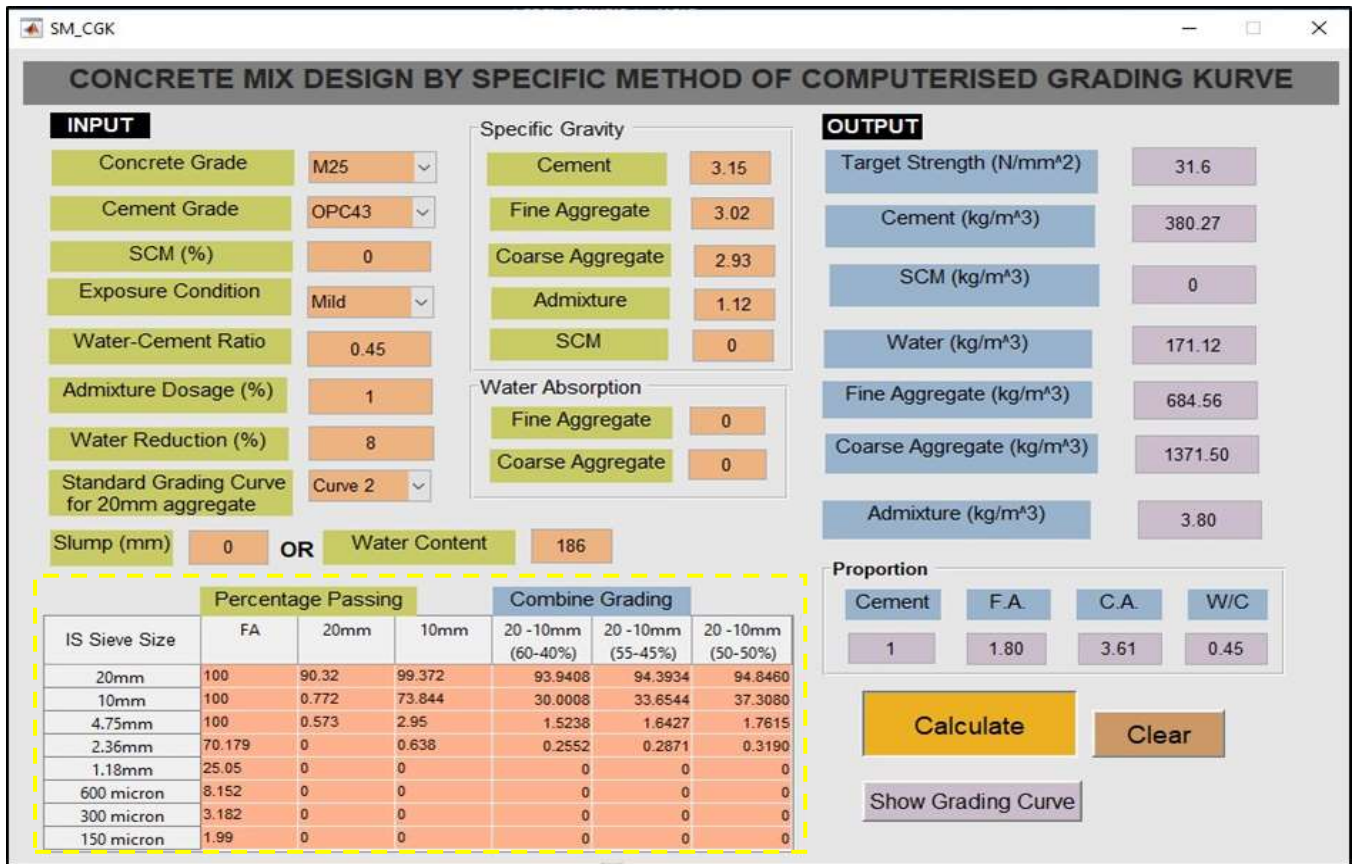 SM_CGK
CONCRETE MIX DESIGN BY SPECIFIC METHOD OF COMPUTERISED GRADING KURVE
INPUT
Concrete Grade M25
Cement Grade OPC43
SCM (%) 0
Exposure Condition Mild
Water-Cement Ratio 0.45
Admixture Dosage (%) 1
Water Reduction (%) 8
Standard Grading Curve
for 20mm aggregate Curve 2
Slump (mm) 0 OR Water Content 186
Specific Gravity
Cement 3.15
Fine Aggregate 3.02
Coarse Aggregate 2.93
Admixture 1.12
SCM 0
Water Absorption
Fine Aggregate 0
Coarse Aggregate 0
OUTPUT
Target Strength (N/mm^2) 31.6
Cement (kg/m^3) 380.27
SCM (kg/m^3) 0
Water (kg/m^3) 171.12
Fine Aggregate (kg/m^3) 684.56
Coarse Aggregate (kg/m^3) 1371.50
Admixture (kg/m^3) 3.80
Proportion
Cement F.A. C.A. W/C
1 1.80 3.61 0.45
Calculate Clear
Show Grading Curve
Percentage Passing Combine Grading
IS Sieve Size FA 20mm 10mm 20 -10mm 20 -10mm 20 -10mm
(60-40%) (55-45%) (50-50%)
20mm 100 90.32 99.372 93.9408 94.3934 94.8460
10mm 100 0.772 73.844 30.0008 33.6544 37.3080
4.75mm 100 0.573 2.95 1.5238 1.6427 1.7615
2.36mm 70.179 0 0.638 0.2552 0.2871 0.3190
1.18mm 25.05 0 0 0 0 0
600 micron 8.152 0 0 0 0 0
300 micron 3.182 0 0 0 0 0
150 micron 1.99 0 0 0 0 0